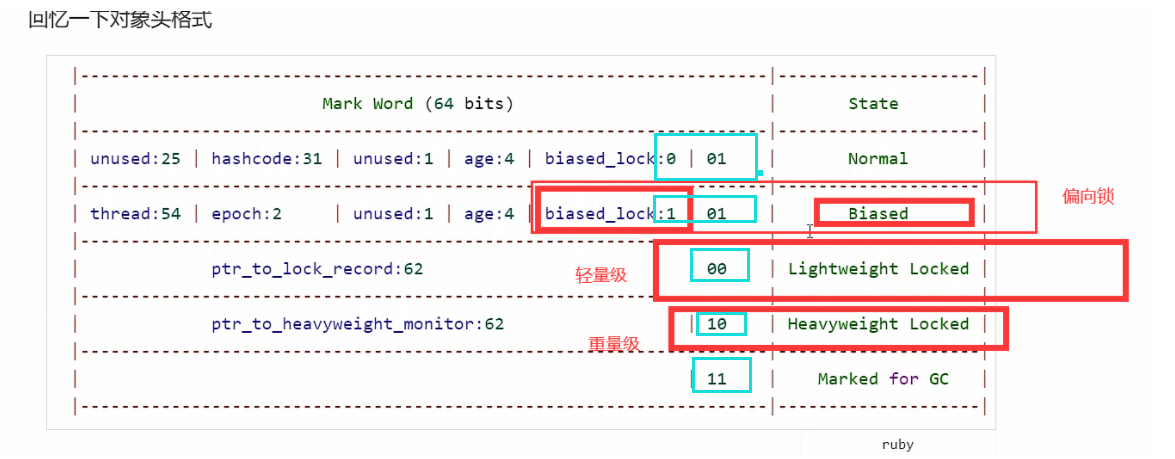 回忆一下对象头格式
|--------------------------------------------------------------------|--------------------|
| Mark Word (64 bits) | State |
|--------------------------------------------------------------------|--------------------|
| unused:25 | hashcode:31 | unused:1 | age:4 | biased_lock:0 | 01 | Normal |
|--------------------------------------------------------------------|--------------------|
| thread:54 | epoch:2 | unused:1 | age:4 | biased_lock:1 | 01 | Biased | 偏向锁
|--------------------------------------------------------------------|--------------------|
| ptr_to_lock_record:62 轻量级 | 00 | Lightweight Locked |
|--------------------------------------------------------------------|--------------------|
| ptr_to_heavyweight_monitor:62 重量级 | 10 | Heavyweight Locked |
|--------------------------------------------------------------------|--------------------|
| | 11 | Marked for GC |
|--------------------------------------------------------------------|--------------------|
ruby